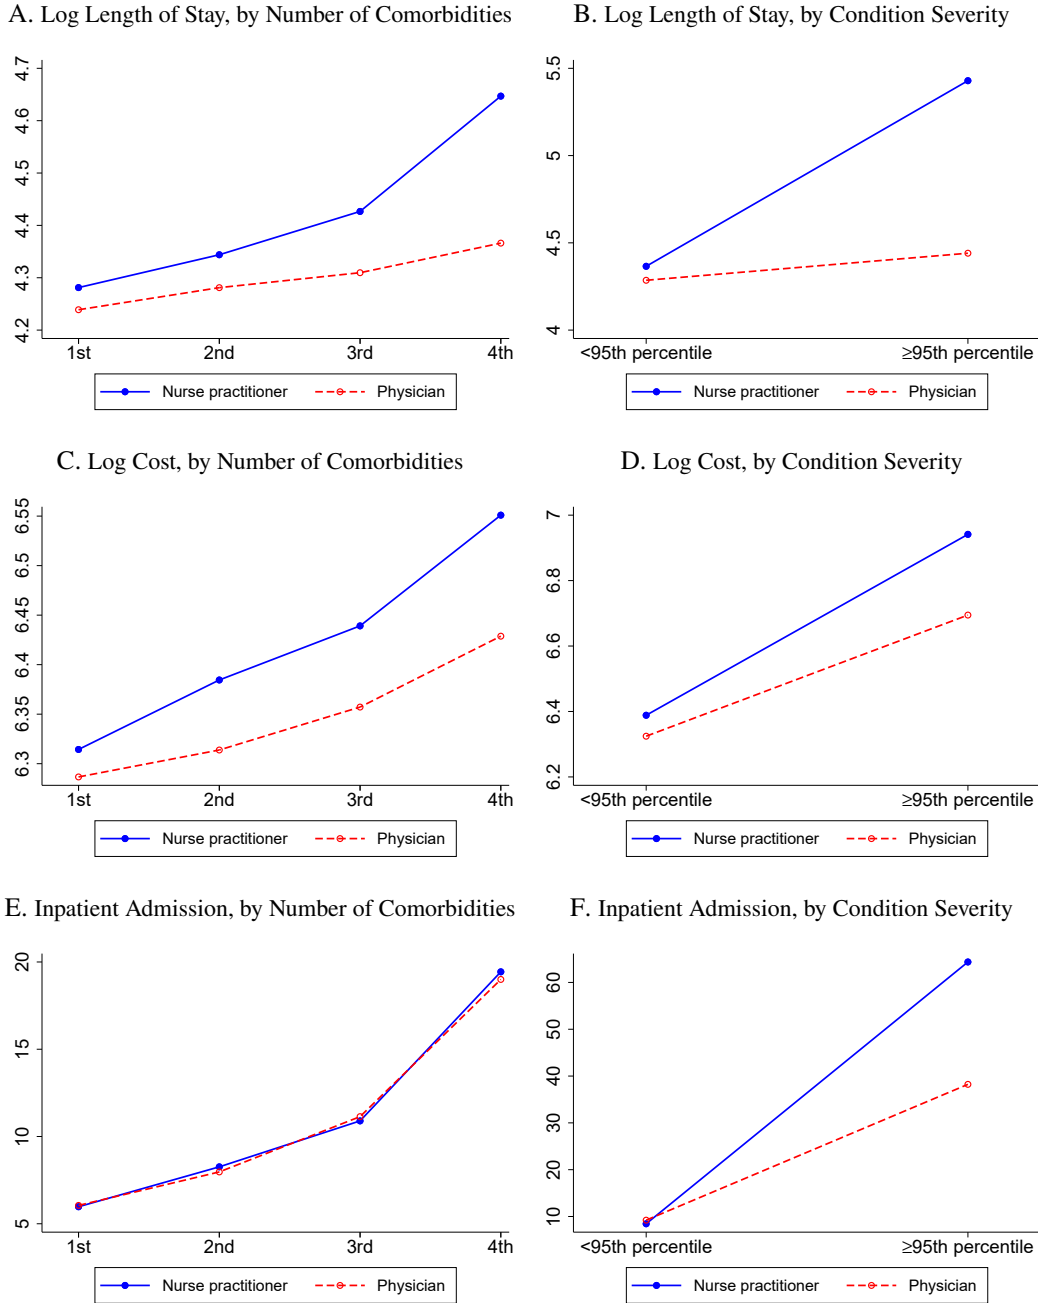 A. Log Length of Stay, by Number of Comorbidities
4.7
4.6
4.5
4.4
4.3
4.2
1st 2nd 3rd 4th
Nurse practitioner Physician
B. Log Length of Stay, by Condition Severity
5.5
5
4.5
4
<95th percentile ≥95th percentile
Nurse practitioner Physician
C. Log Cost, by Number of Comorbidities
6.55
6.5
6.45
6.4
6.35
6.3
1st 2nd 3rd 4th
Nurse practitioner Physician
D. Log Cost, by Condition Severity
7
6.8
6.6
6.4
6.2
<95th percentile ≥95th percentile
Nurse practitioner Physician
E. Inpatient Admission, by Number of Comorbidities
20
15
10
5
1st 2nd 3rd 4th
Nurse practitioner Physician
F. Inpatient Admission, by Condition Severity
60
50
40
30
20
10
<95th percentile ≥95th percentile
Nurse practitioner Physician